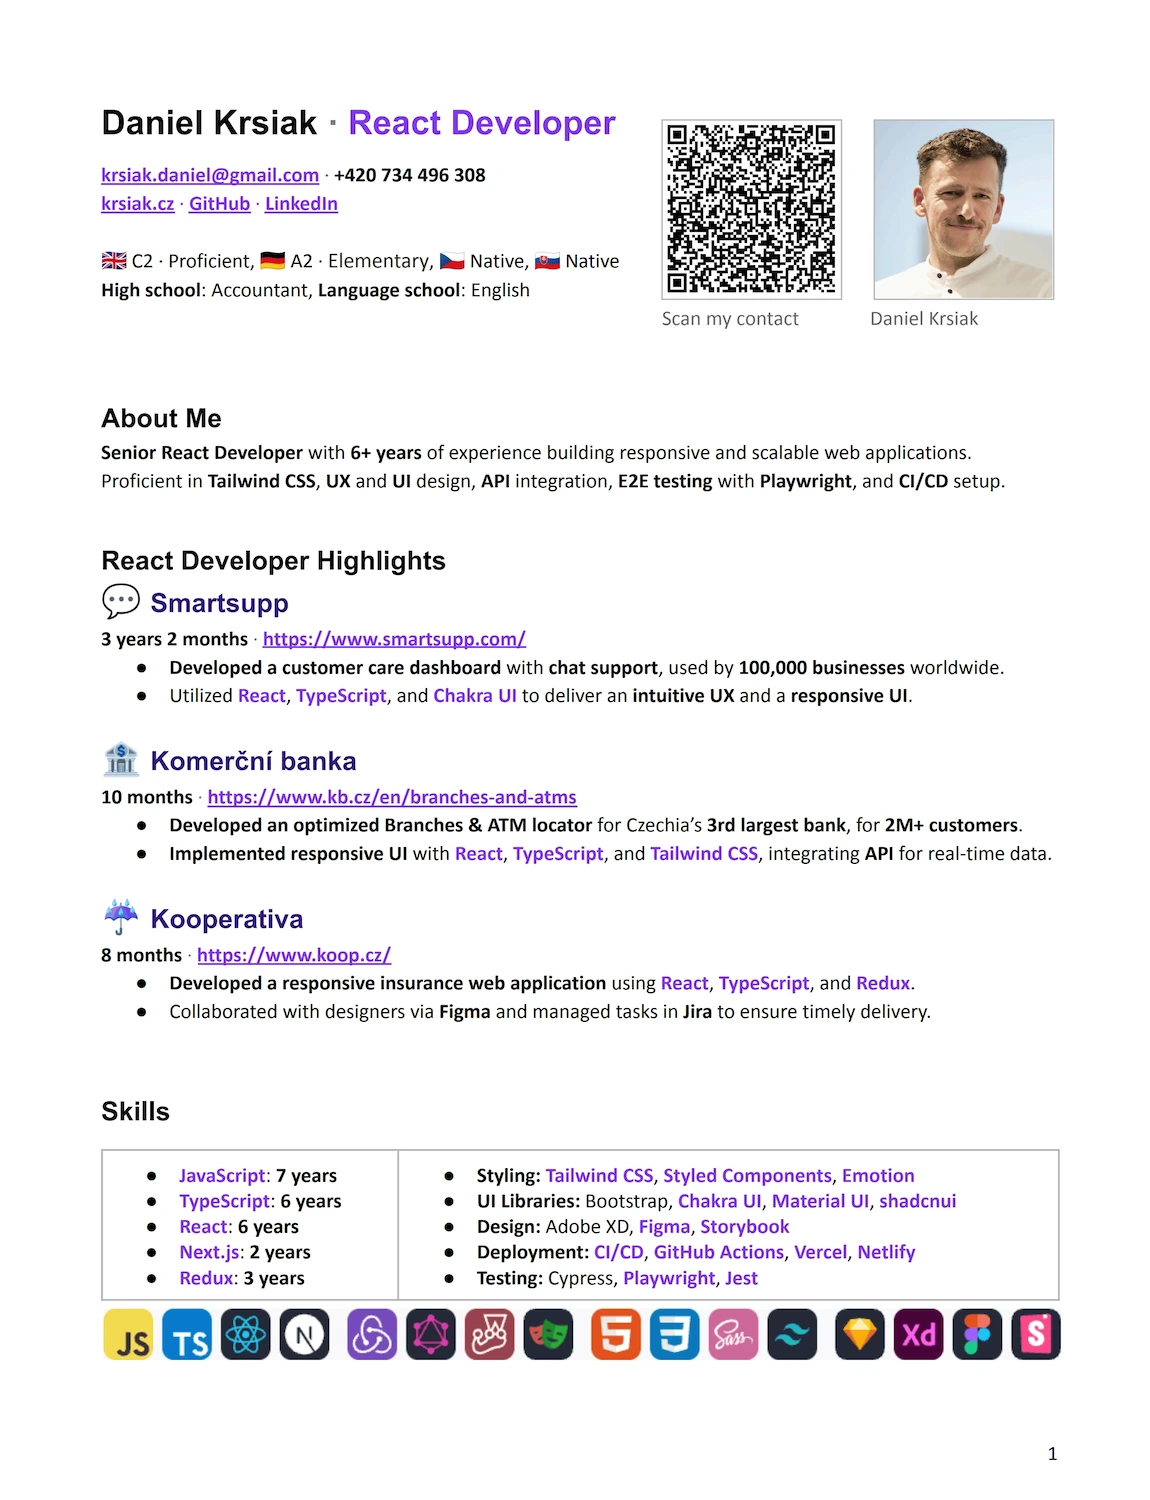 Daniel Krsiak · React Developer
krsiak.daniel@gmail.com · +420 734 496 308
krsiak.cz · GitHub · LinkedIn
🇬🇧 C2 · Proficient, 🇩🇪 A2 · Elementary, 🇨🇿 Native, 🇸🇰 Native
High school: Accountant, Language school: English
Scan my contact
Daniel Krsiak
About Me
Senior React Developer with 6+ years of experience building responsive and scalable web applications.
Proficient in Tailwind CSS, UX and UI design, API integration, E2E testing with Playwright, and CI/CD setup.
React Developer Highlights
💬 Smartsupp
3 years 2 months · https://www.smartsupp.com/
● Developed a customer care dashboard with chat support, used by 100,000 businesses worldwide.
● Utilized React, TypeScript, and Chakra UI to deliver an intuitive UX and a responsive UI.
🏦 Komerční banka
10 months · https://www.kb.cz/en/branches-and-atms
● Developed an optimized Branches & ATM locator for Czechia’s 3rd largest bank, for 2M+ customers.
● Implemented responsive UI with React, TypeScript, and Tailwind CSS, integrating API for real-time data.
☔ Kooperativa
8 months · https://www.koop.cz/
● Developed a responsive insurance web application using React, TypeScript, and Redux.
● Collaborated with designers via Figma and managed tasks in Jira to ensure timely delivery.
Skills
● JavaScript: 7 years
● TypeScript: 6 years
● React: 6 years
● Next.js: 2 years
● Redux: 3 years
● Styling: Tailwind CSS, Styled Components, Emotion
● UI Libraries: Bootstrap, Chakra UI, Material UI, shadcnui
● Design: Adobe XD, Figma, Storybook
● Deployment: CI/CD, GitHub Actions, Vercel, Netlify
● Testing: Cypress, Playwright, Jest
JS TS N 5 3 Sass Xd S
1